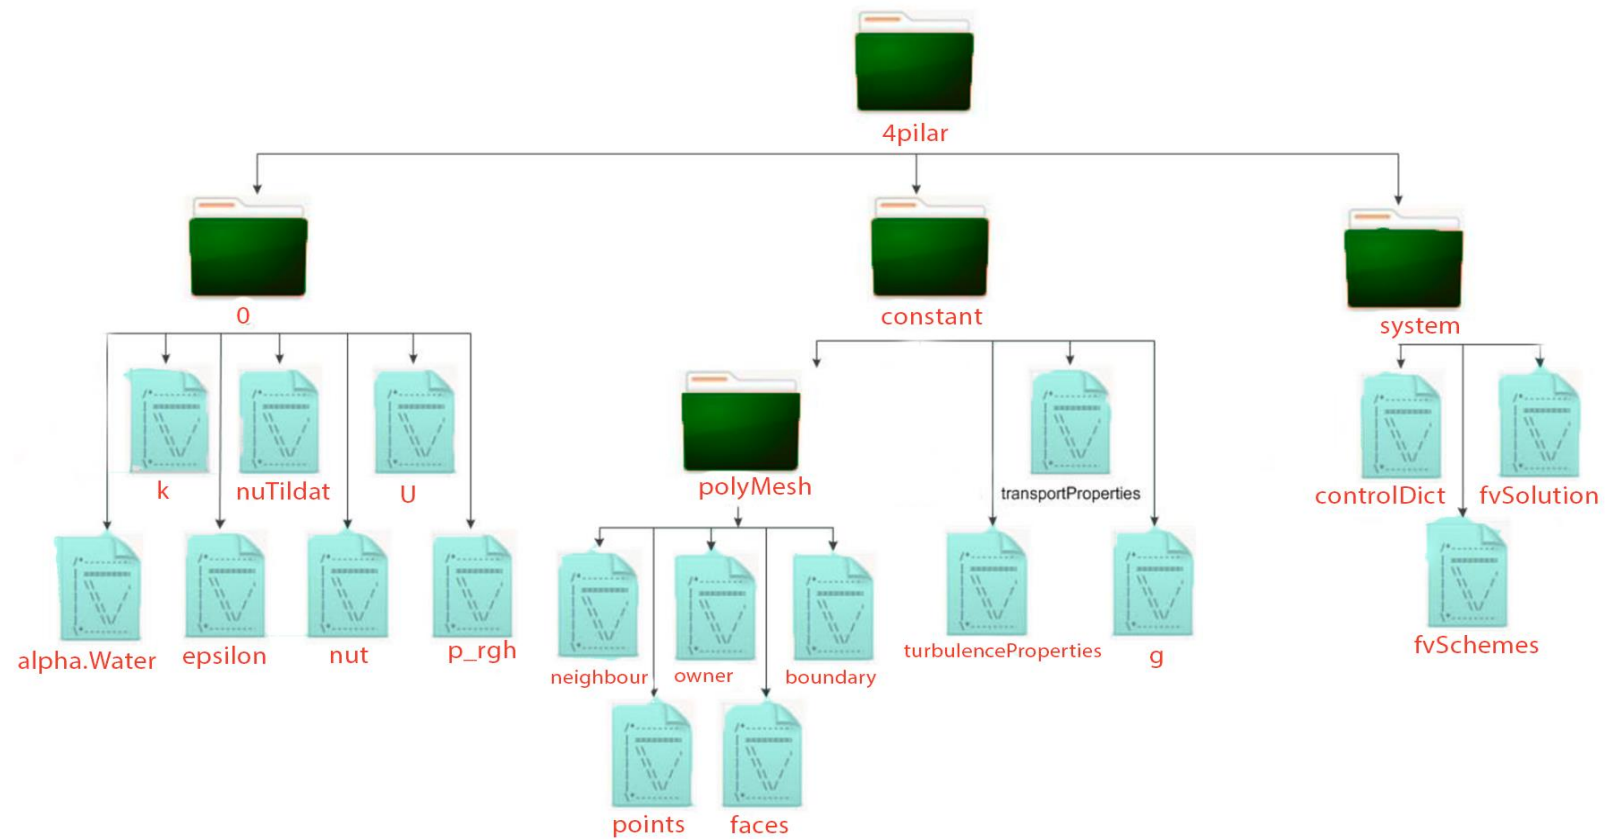 4pilar
0
constant
system
k
nuTildat
U
polyMesh
transportProperties
controlDict
fvSolution
alpha.Water
epsilon
nut
p_rgh
neighbour
owner
boundary
turbulenceProperties
g
fvSchemes
points
faces